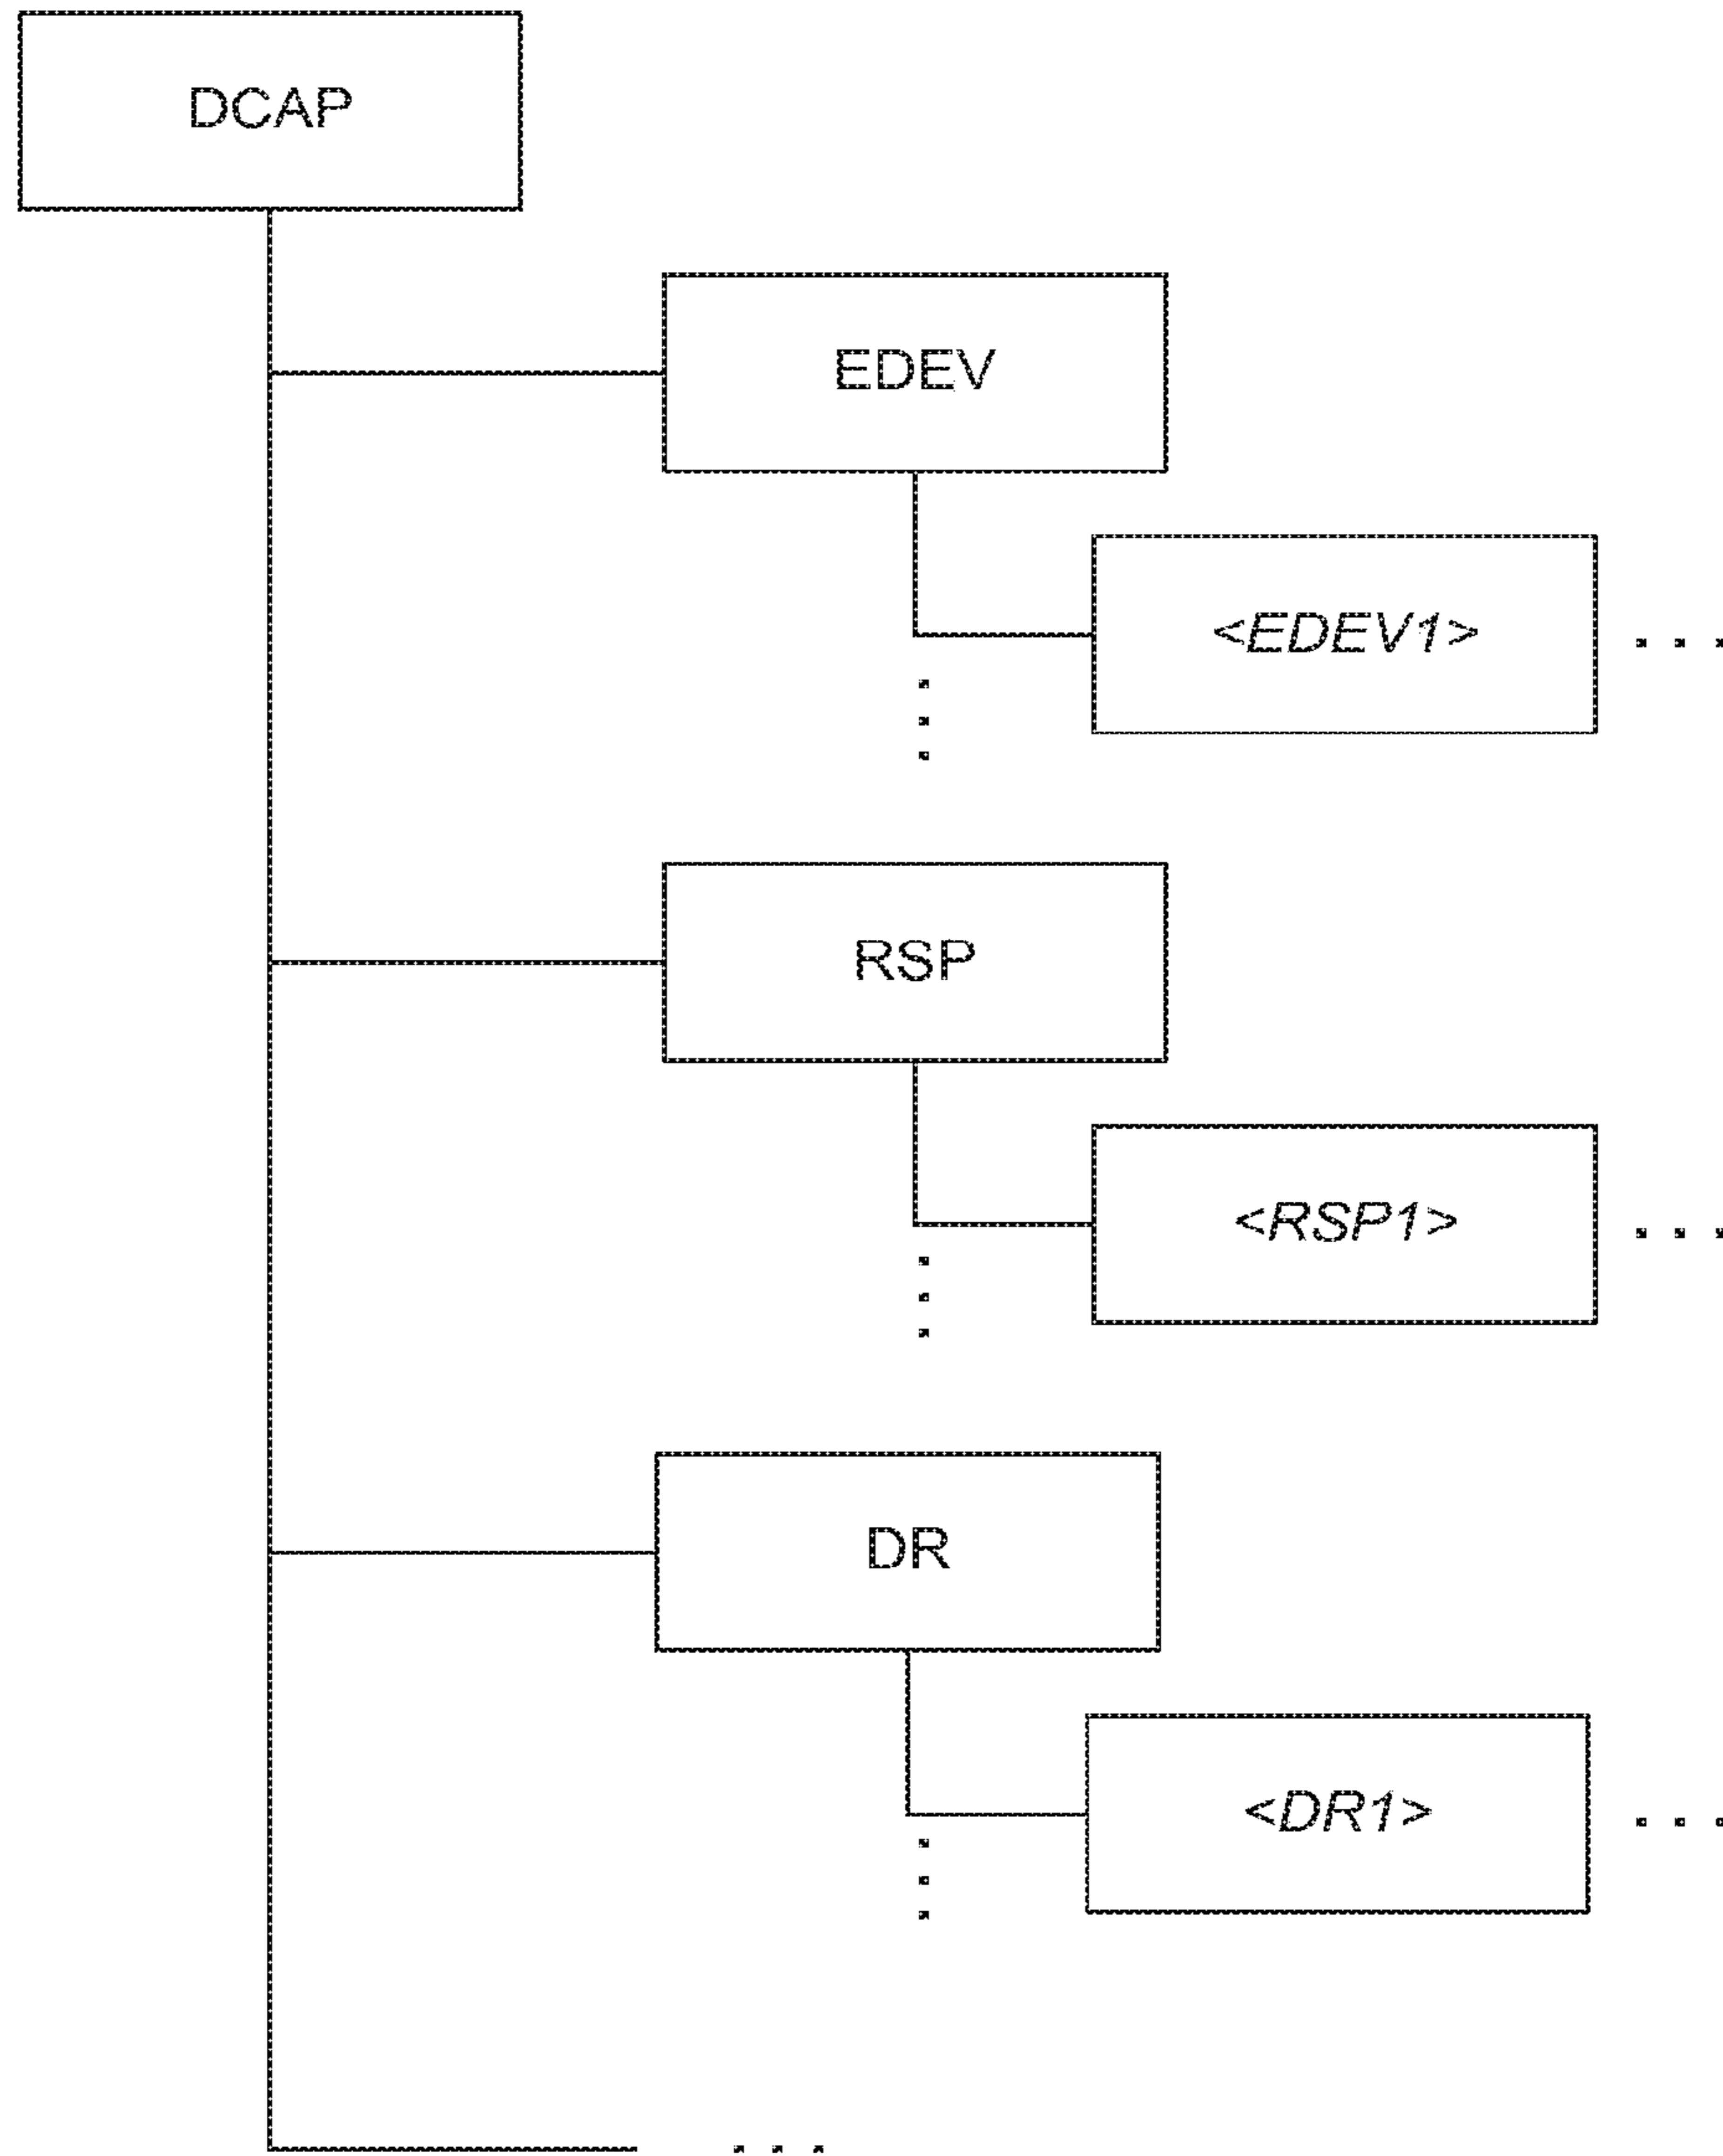 DCAP
EDEV
<EDEV1>
. . .
RSP
<RSP1>
. . .
DR
<DR1>
. . .
. . .